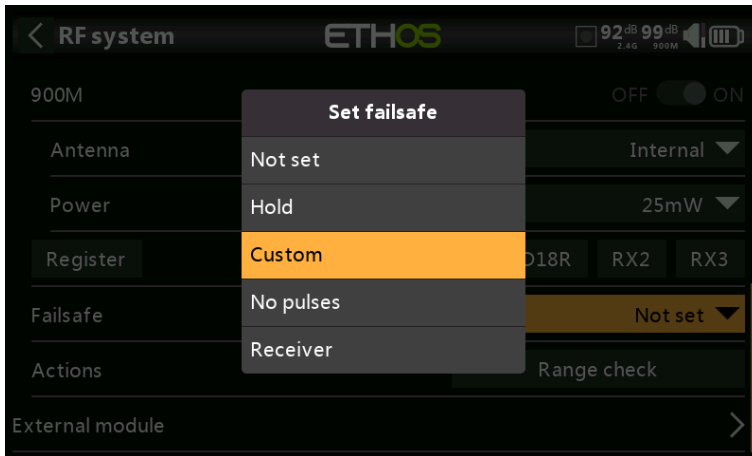 RF system
ETHOS
92dB 2.4G 99dB 900M
900M
OFF ON
Set failsafe
Not set
Hold
Custom
No pulses
Receiver
Antenna
Internal
Power
25mW
Register
D18R RX2 RX3
Failsafe
Not set
Actions
Range check
External module